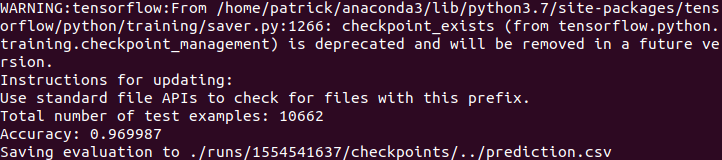 WARNING:tensorflow:From /home/patrick/anaconda3/lib/python3.7/site-packages/tens
orflow/python/training/saver.py:1266: checkpoint_exists (from tensorflow.python.
training.checkpoint_management) is deprecated and will be removed in a future ve
rsion.
Instructions for updating:
Use standard file APIs to check for files with this prefix.
Total number of test examples: 10662
Accuracy: 0.969987
Saving evaluation to ./runs/1554541637/checkpoints/../prediction.csv